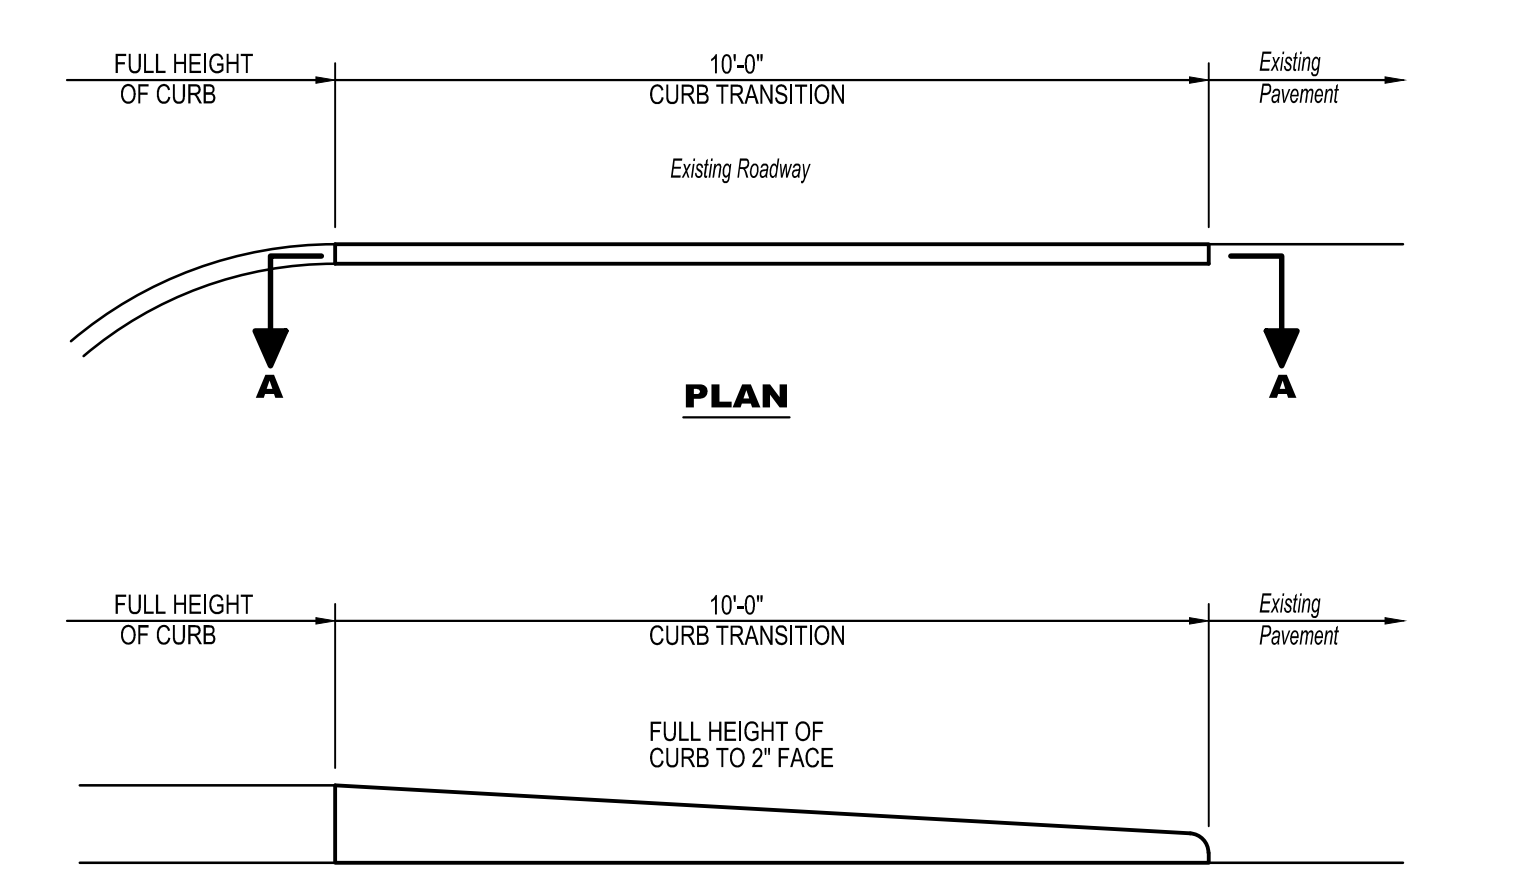 FULL HEIGHT
OF CURB
10'-0"
CURB TRANSITION
Existing
Pavement
Existing Roadway
A
A
PLAN
FULL HEIGHT
OF CURB
10'-0"
CURB TRANSITION
Existing
Pavement
FULL HEIGHT OF
CURB TO 2" FACE